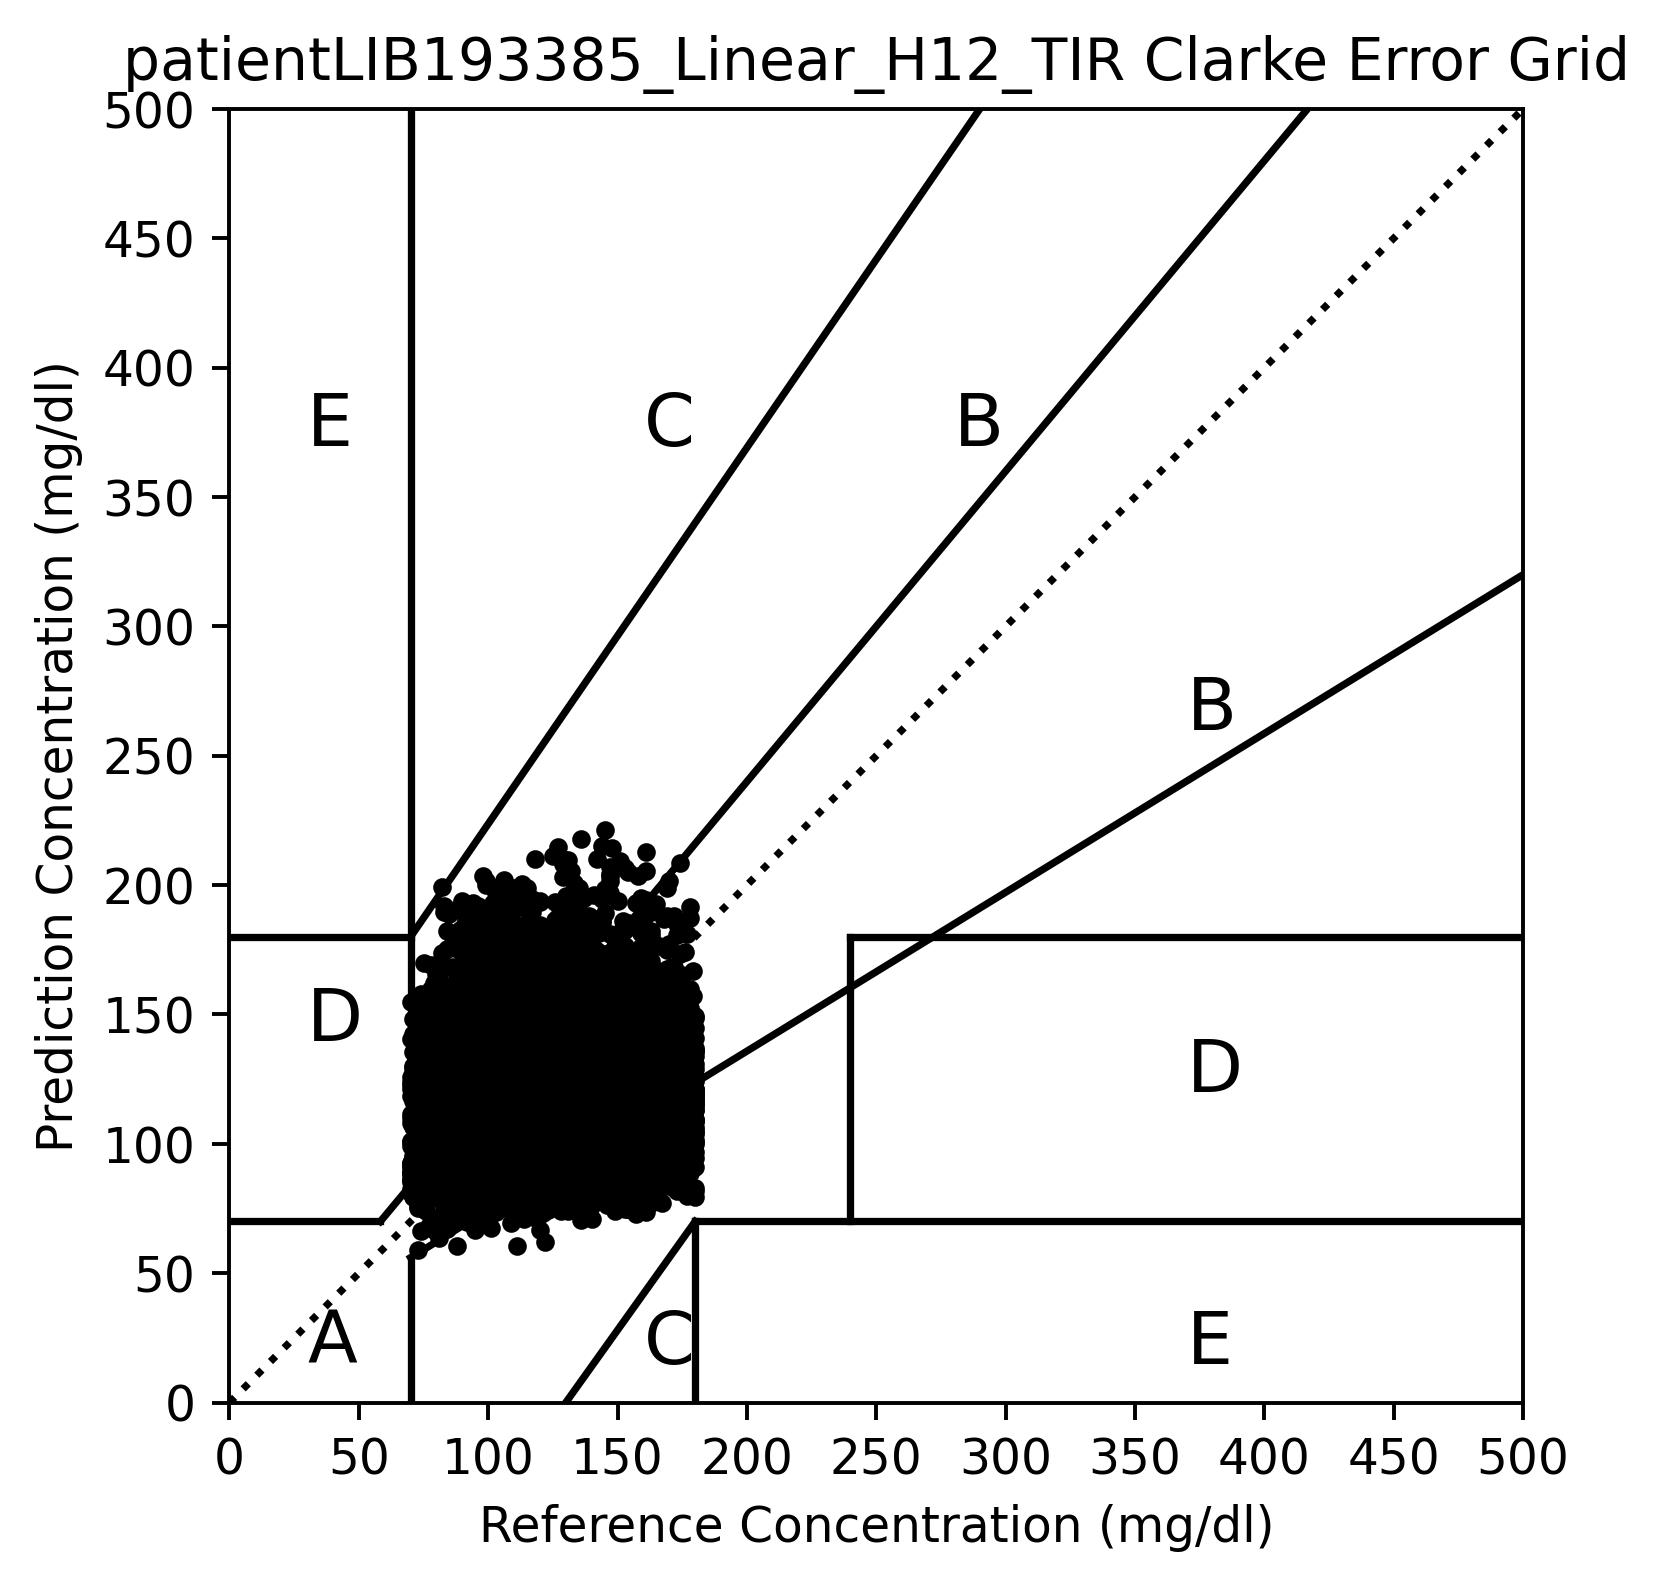 patientLIB193385_Linear_H12_TIR Clarke Error Grid
500
450
400
350
300
250
200
150
100
50
0
Prediction Concentration (mg/dl)
E
C
B
B
D
D
A
C
E
0 50 100 150 200 250 300 350 400 450 500
Reference Concentration (mg/dl)